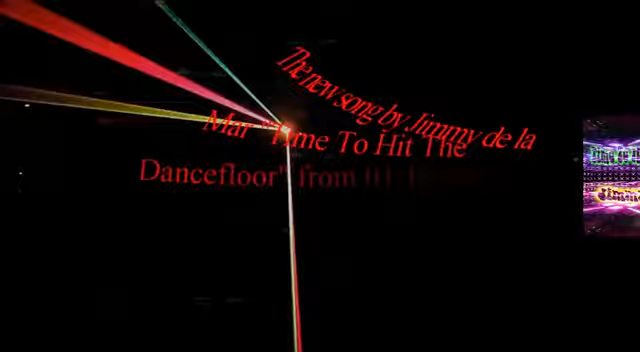 The new song by Jimmy de la
Mar "Time To Hit The
Dancefloor" from